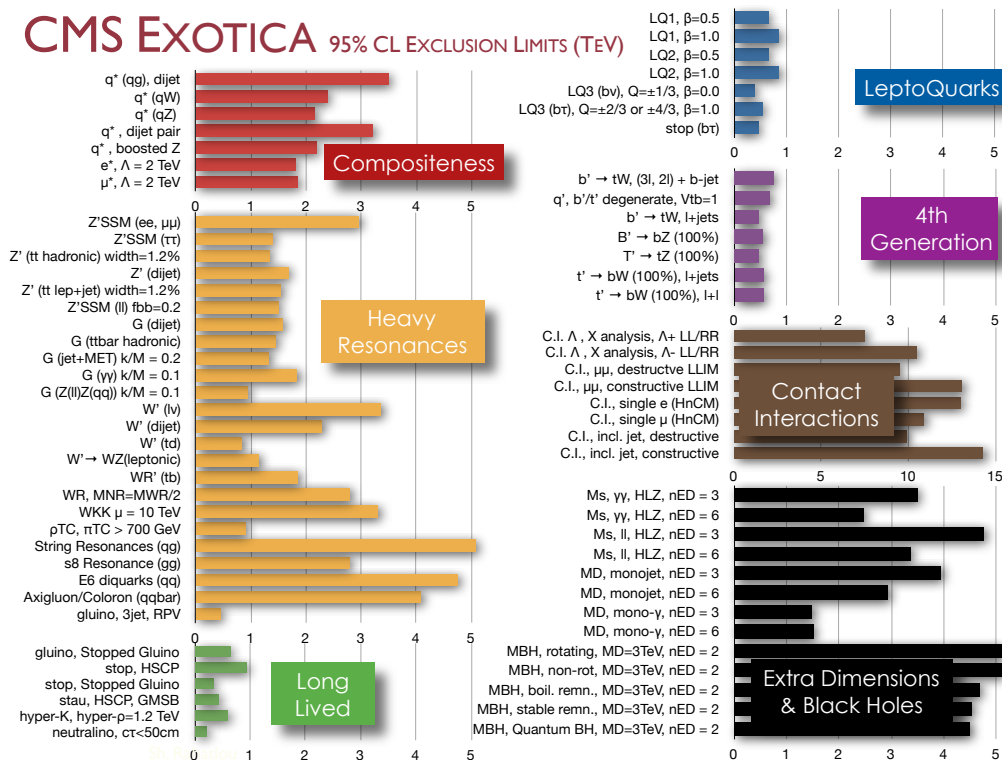 CMS EXOTICA 95% CL EXCLUSION LIMITS (TEV)
q* (qg), dijet
q* (qW)
q* (qZ)
q* , dijet pair
q* , boosted Z
e*, Λ = 2 TeV
μ*, Λ = 2 TeV
Compositeness
0 1 2 3 4 5
Z'SSM (ee, μμ)
Z'SSM (ττ)
Z' (tt hadronic) width=1.2%
Z' (dijet)
Z' (tt lep+jet) width=1.2%
Z'SSM (ll) fbb=0.2
G (dijet)
G (ttbar hadronic)
G (jet+MET) k/M = 0.2
G (γγ) k/M = 0.1
G (Z(ll)Z(qq)) k/M = 0.1
W' (lν)
W' (dijet)
W' (td)
W'→ WZ(leptonic)
WR' (tb)
WR, MNR=MWR/2
WKK μ = 10 TeV
ρTC, πTC > 700 GeV
String Resonances (qg)
s8 Resonance (gg)
E6 diquarks (qq)
Axigluon/Coloron (qqbar)
gluino, 3jet, RPV
Heavy
Resonances
0 1 2 3 4 5
gluino, Stopped Gluino
stop, HSCP
stop, Stopped Gluino
stau, HSCP, GMSB
hyper-K, hyper-ρ=1.2 TeV
neutralino, cτ<50cm
Long
Lived
0 1 2 3 4 5
LQ1, β=0.5
LQ1, β=1.0
LQ2, β=0.5
LQ2, β=1.0
LQ3 (bν), Q=±1/3, β=0.0
LQ3 (bτ), Q=±2/3 or ±4/3, β=1.0
stop (bτ)
LeptoQuarks
0 1 2 3 4 5
b' → tW, (3l, 2l) + b-jet
q', b'/t' degenerate, Vtb=1
b' → tW, l+jets
B' → bZ (100%)
T' → tZ (100%)
t' → bW (100%), l+jets
t' → bW (100%), l+l
4th
Generation
0 1 2 3 4 5
C.I. Λ , X analysis, Λ+ LL/RR
C.I. Λ , X analysis, Λ- LL/RR
C.I., μμ, destructve LLIM
C.I., μμ, constructive LLIM
C.I., single e (HnCM)
C.I., single μ (HnCM)
C.I., incl. jet, destructive
C.I., incl. jet, constructive
Contact
Interactions
0 5 10 15
Ms, γγ, HLZ, nED = 3
Ms, γγ, HLZ, nED = 6
Ms, ll, HLZ, nED = 3
Ms, ll, HLZ, nED = 6
MD, monojet, nED = 3
MD, monojet, nED = 6
MD, mono-γ, nED = 3
MD, mono-γ, nED = 6
MBH, rotating, MD=3TeV, nED = 2
MBH, non-rot, MD=3TeV, nED = 2
MBH, boil. remn., MD=3TeV, nED = 2
MBH, stable remn., MD=3TeV, nED = 2
MBH, Quantum BH, MD=3TeV, nED = 2
Extra Dimensions
& Black Holes
0 1 2 3 4 5